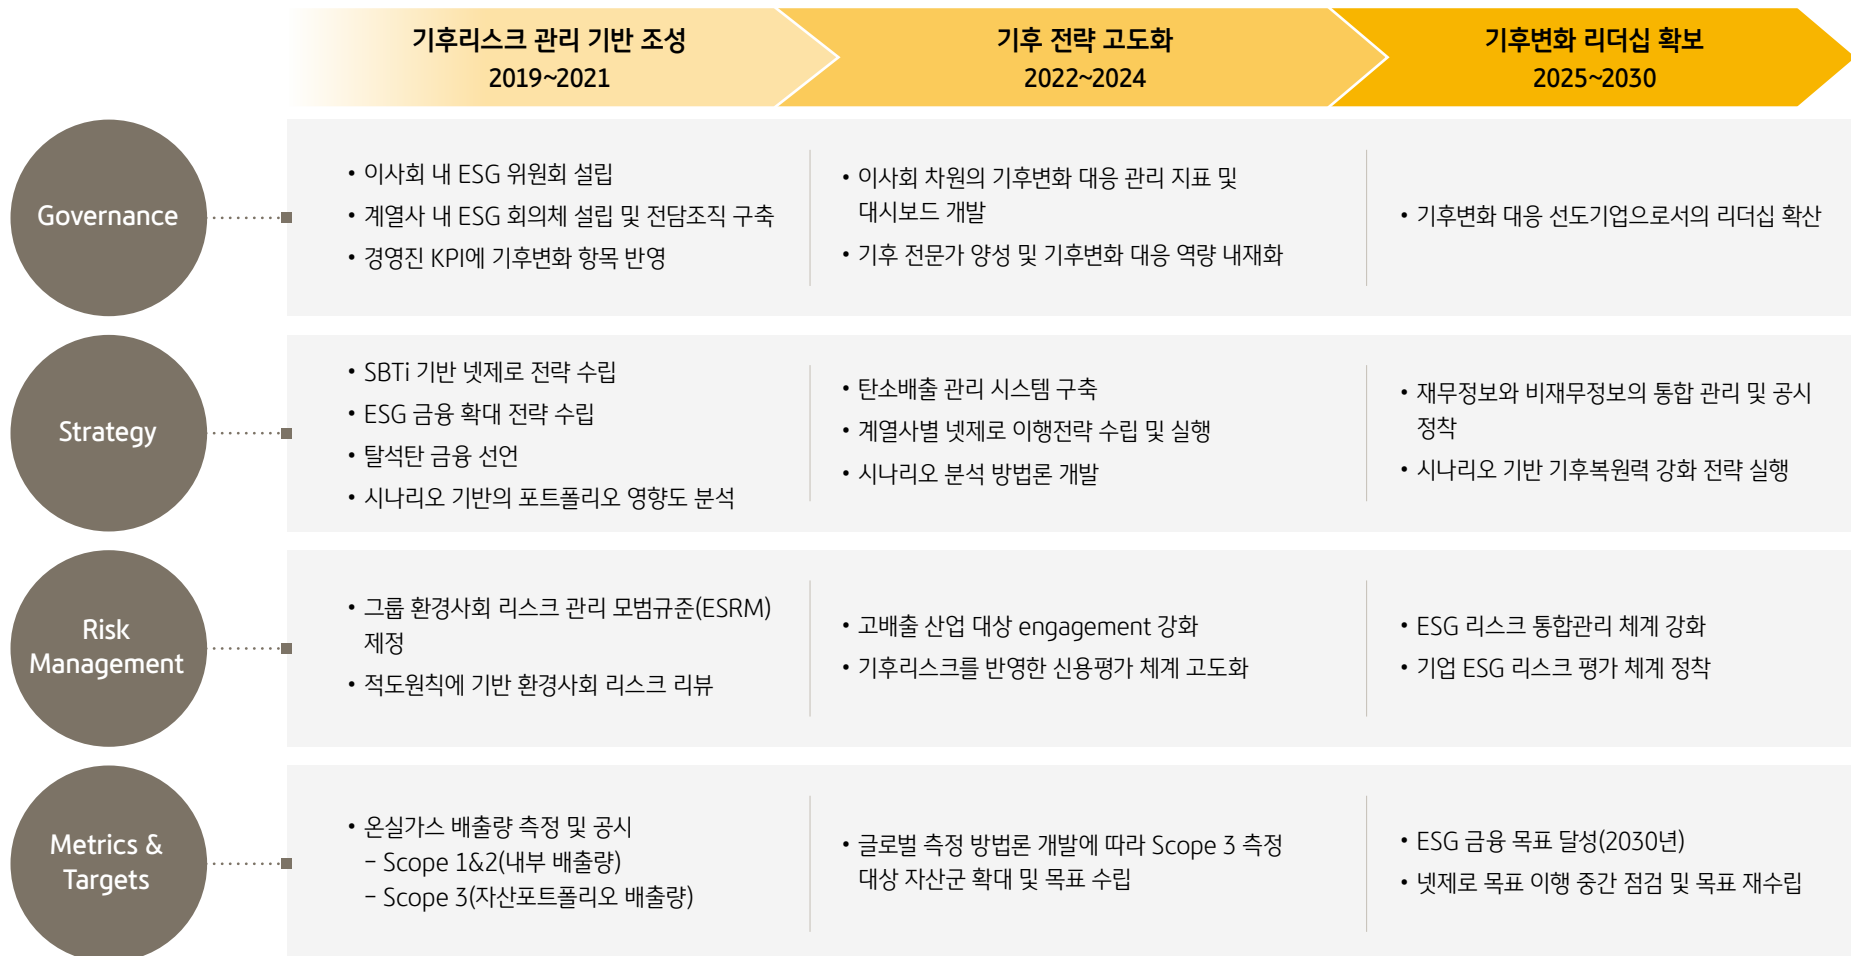 기후리스크 관리 기반 조성
2019~2021
기후 전략 고도화
2022~2024
기후변화 리더십 확보
2025~2030
Governance
• 이사회 내 ESG 위원회 설립
• 계열사 내 ESG 회의체 설립 및 전담조직 구축
• 경영진 KPI에 기후변화 항목 반영
• 이사회 차원의 기후변화 대응 관리 지표 및
대시보드 개발
• 기후 전문가 양성 및 기후변화 대응 역량 내재화
• 기후변화 대응 선도기업으로서의 리더십 확산
Strategy
• SBTi 기반 넷제로 전략 수립
• ESG 금융 확대 전략 수립
• 탈석탄 금융 선언
• 시나리오 기반의 포트폴리오 영향도 분석
• 탄소배출 관리 시스템 구축
• 계열사별 넷제로 이행전략 수립 및 실행
• 시나리오 분석 방법론 개발
• 재무정보와 비재무정보의 통합 관리 및 공시
정착
• 시나리오 기반 기후복원력 강화 전략 실행
Risk
Management
• 그룹 환경사회 리스크 관리 모범규준(ESRM)
제정
• 적도원칙에 기반 환경사회 리스크 리뷰
• 고배출 산업 대상 engagement 강화
• 기후리스크를 반영한 신용평가 체계 고도화
• ESG 리스크 통합관리 체계 강화
• 기업 ESG 리스크 평가 체계 정착
Metrics &
Targets
• 온실가스 배출량 측정 및 공시
– Scope 1&2(내부 배출량)
– Scope 3(자산포트폴리오 배출량)
• 글로벌 측정 방법론 개발에 따라 Scope 3 측정
대상 자산군 확대 및 목표 수립
• ESG 금융 목표 달성(2030년)
• 넷제로 목표 이행 중간 점검 및 목표 재수립